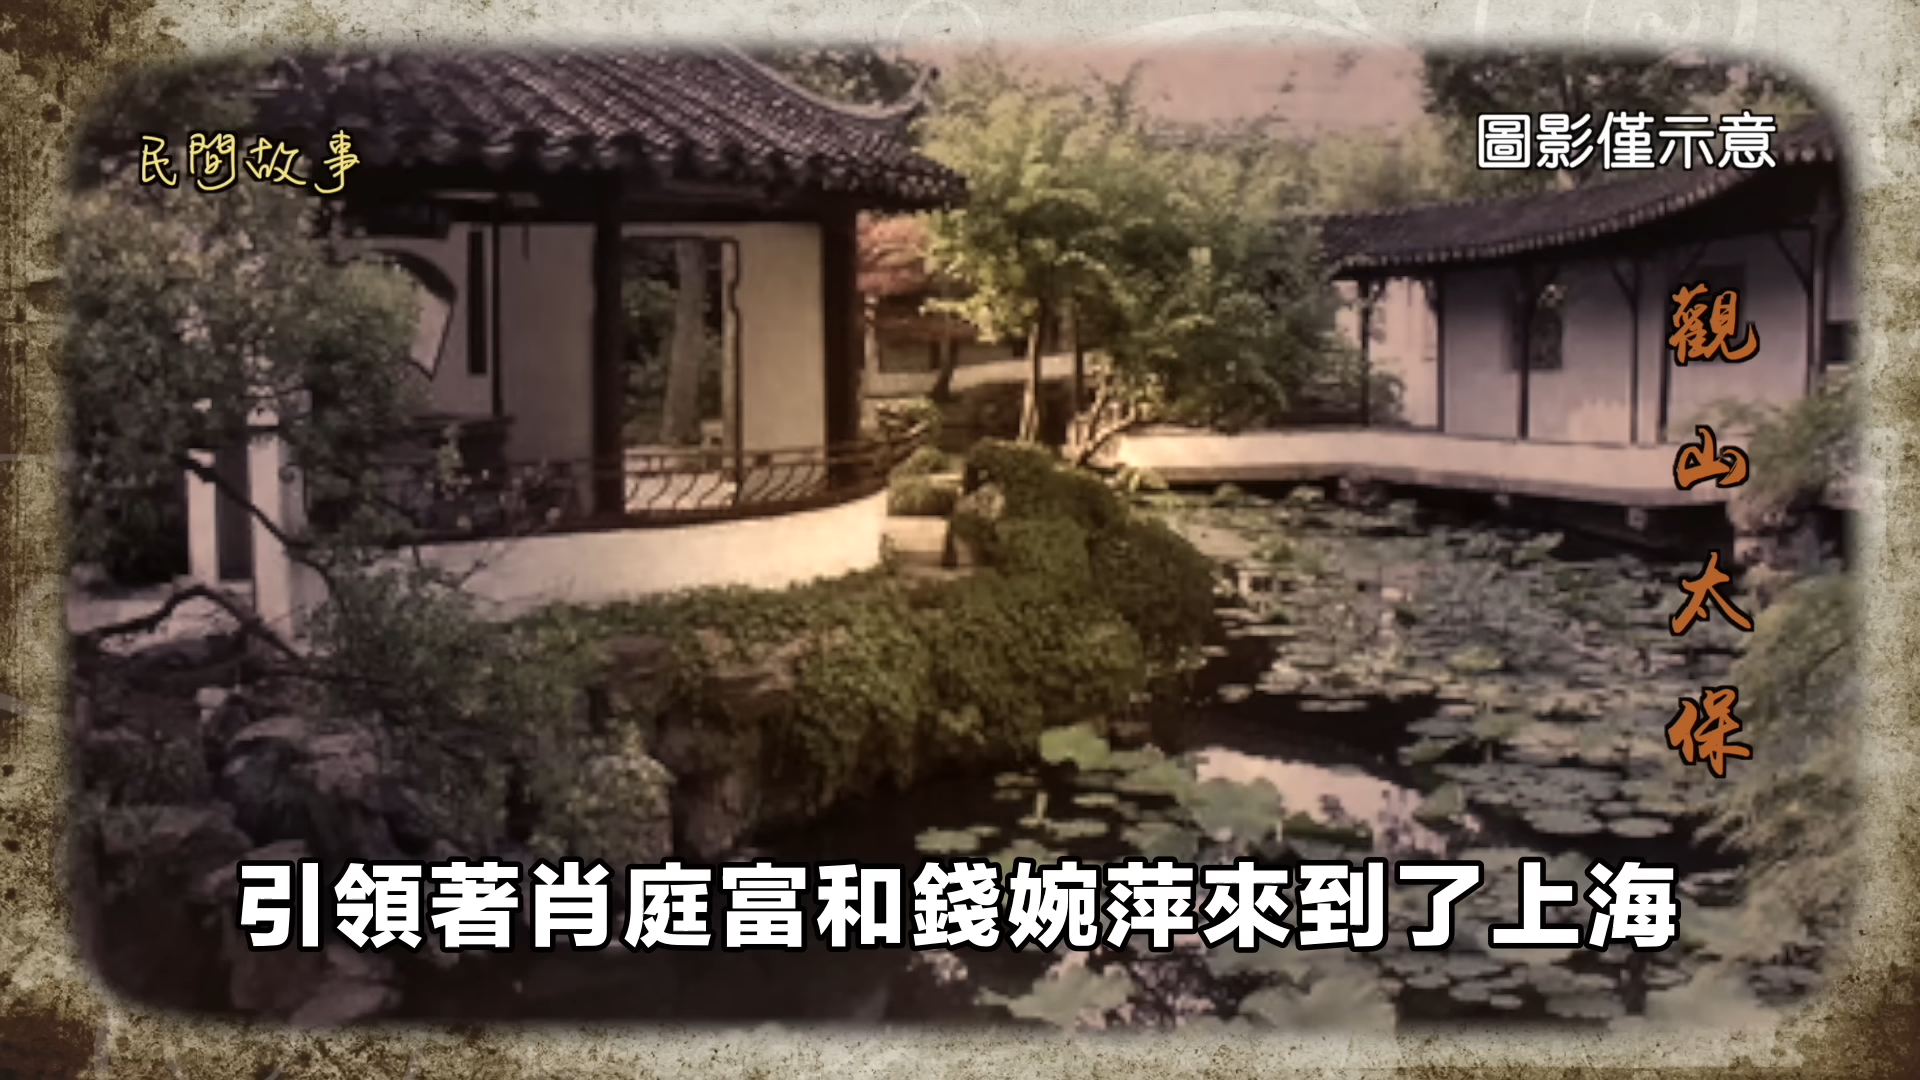 民間故事
圖影僅示意
觀山太保
引領著肖庭富和錢婉萍來到了上海